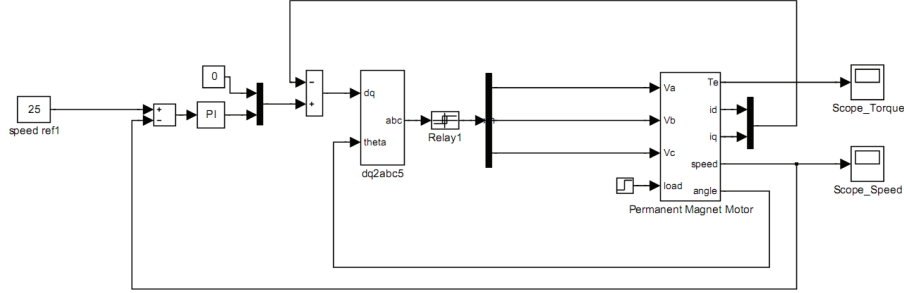 0
Te
25
PI
dq
abc
theta
Va
Vb
Vc
load
id
iq
speed
angle
Scope_Torque
speed ref1
Relay1
dq2abc5
Scope_Speed
Permanent Magnet Motor